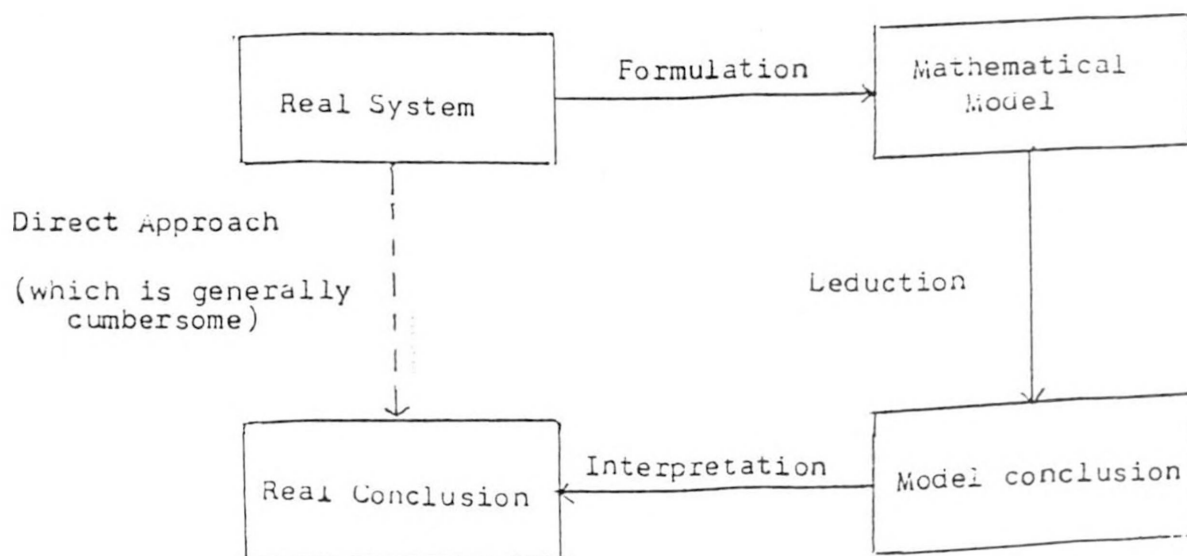 Real System
Formulation
Mathematical
Model
Direct Approach
(which is generally
cumbersome)
Leduction
Real Conclusion
Interpretation
Model conclusion